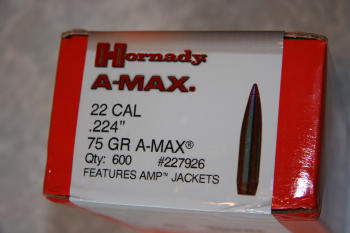 Hornady
A-MAX.
22 CAL
.224"
75 GR A-MAX®
Qty: 600 #227926
FEATURES AMP™ JACKETS